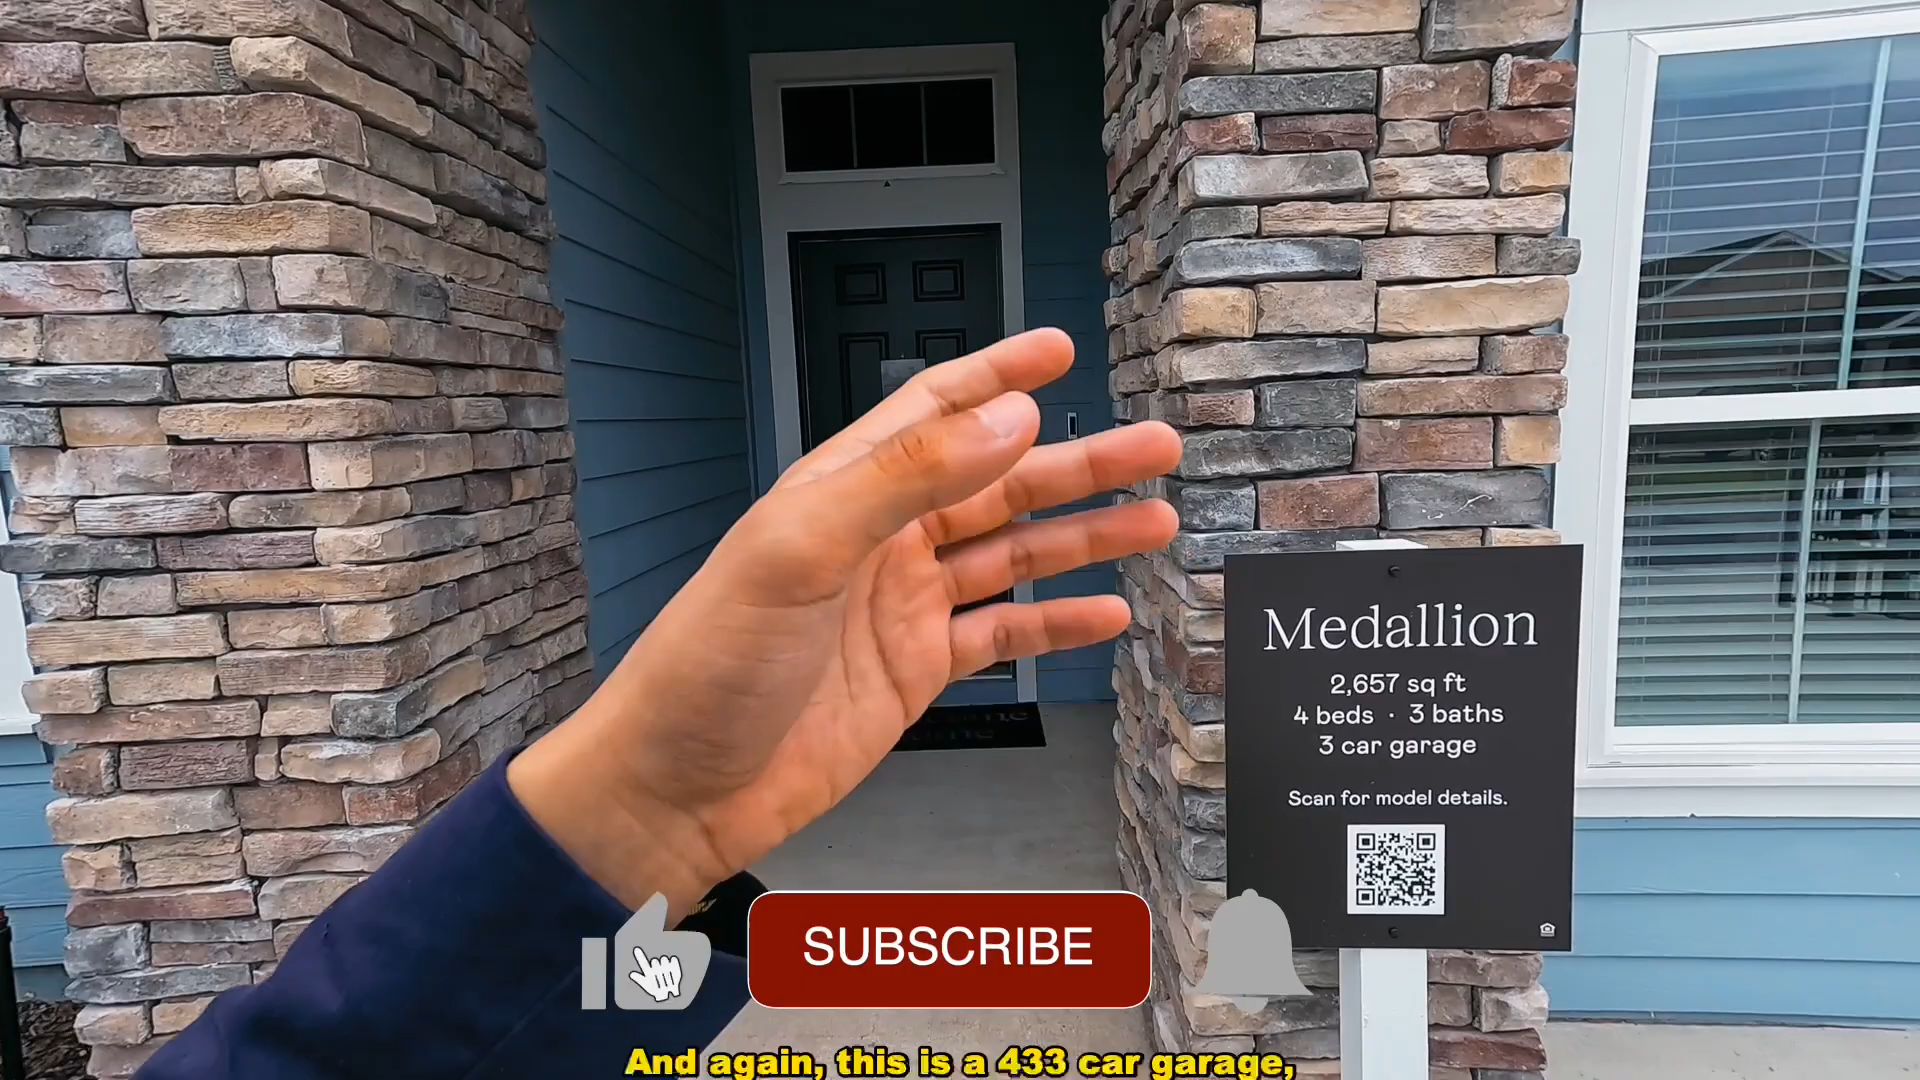 Medallion
2,657 sq ft
4 beds · 3 baths
3 car garage
Scan for model details.
SUBSCRIBE
And again, this is a 433 car garage,